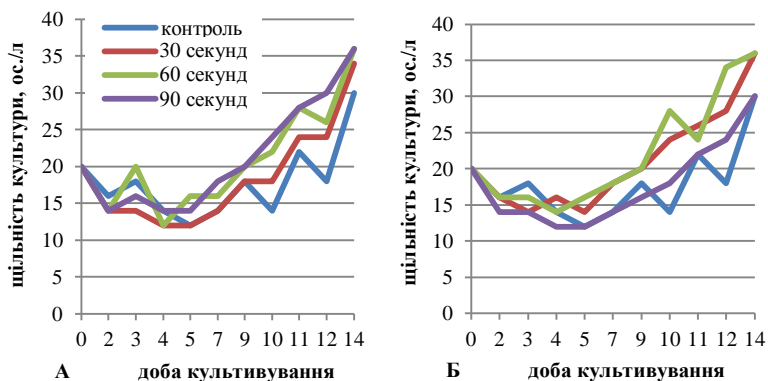 щільність культури, ос./л
40
35
30
25
20
15
10
5
0
контроль
30 секунд
60 секунд
90 секунд
0 2 3 4 5 7 9 10 11 12 14
А доба культивування
щільність культури, ос./л
40
35
30
25
20
15
10
5
0
0 2 3 4 5 7 9 10 11 12 14
Б доба культивування